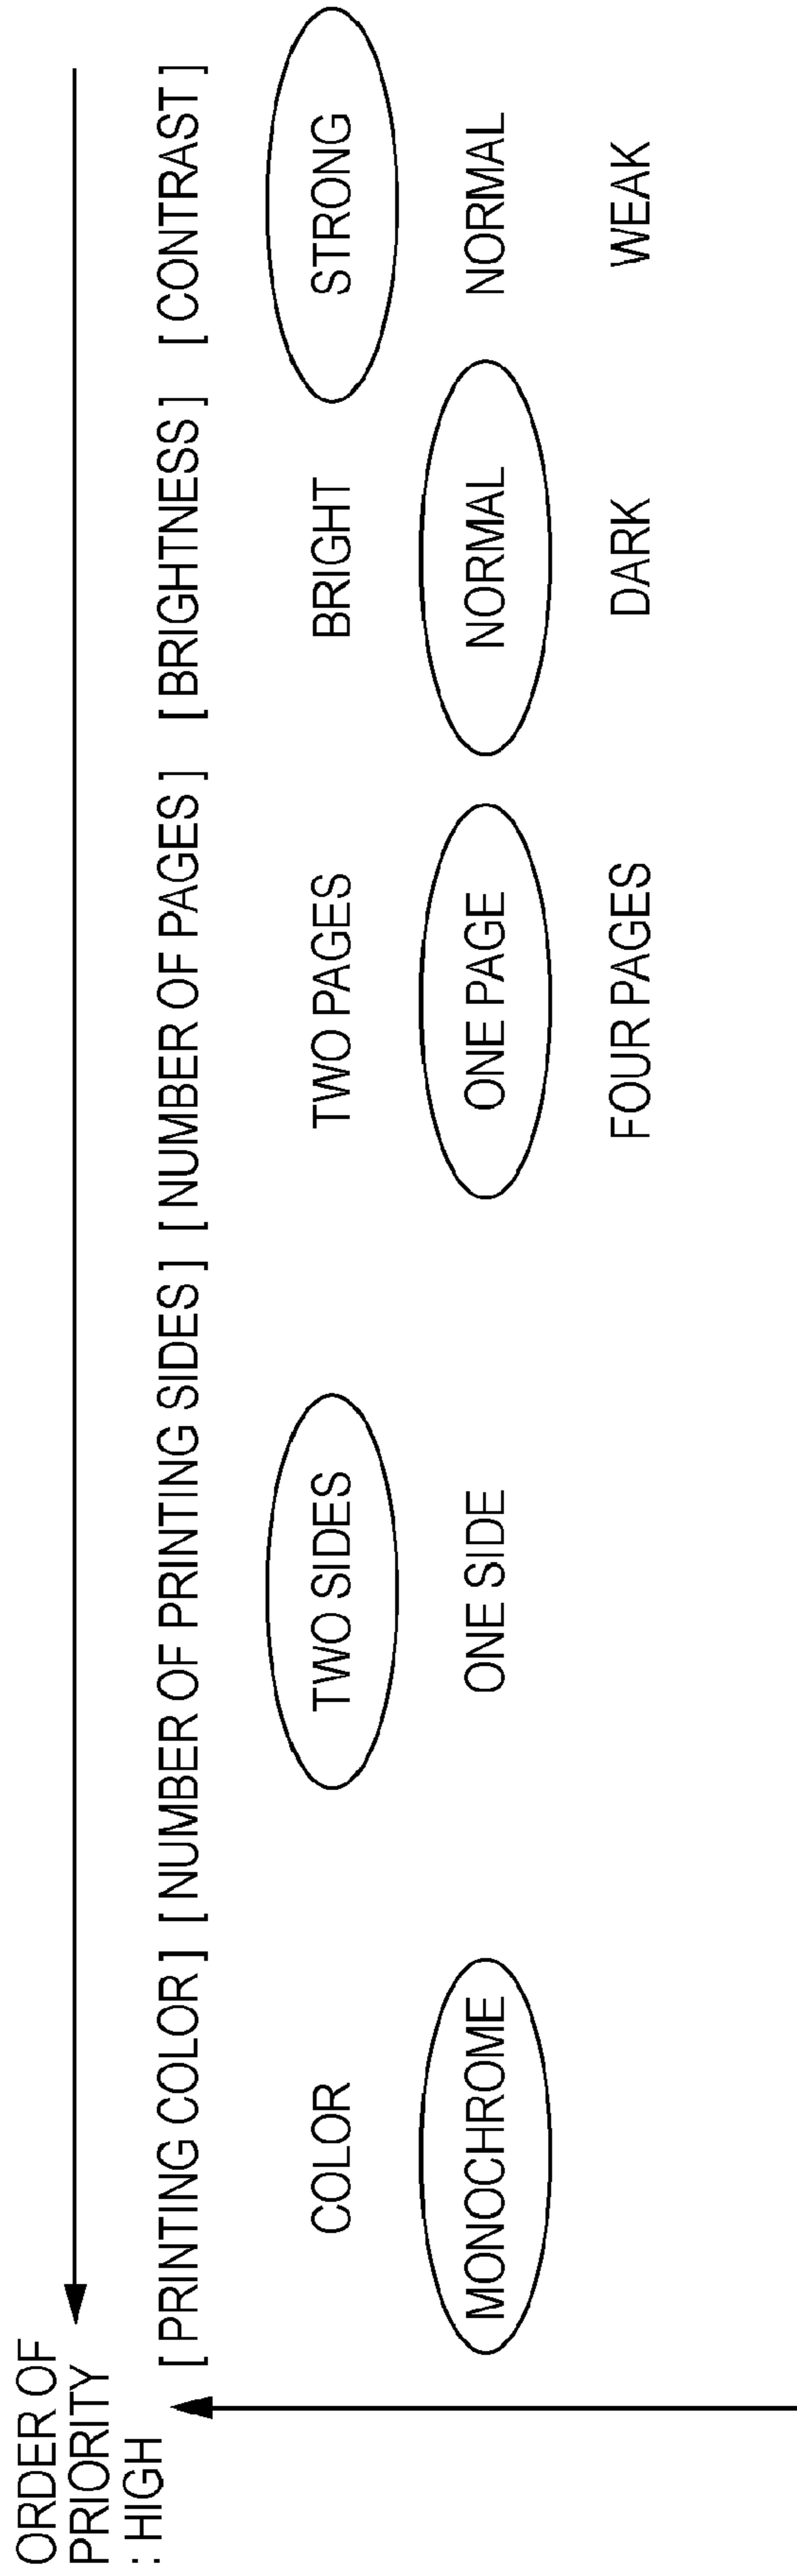 ORDER OF
PRIORITY
: HIGH
[ PRINTING COLOR ] [ NUMBER OF PRINTING SIDES ] [ NUMBER OF PAGES ] [ BRIGHTNESS ] [ CONTRAST ]
COLOR TWO SIDES TWO PAGES BRIGHT STRONG
MONOCHROME ONE SIDE ONE PAGE NORMAL NORMAL
FOUR PAGES DARK WEAK